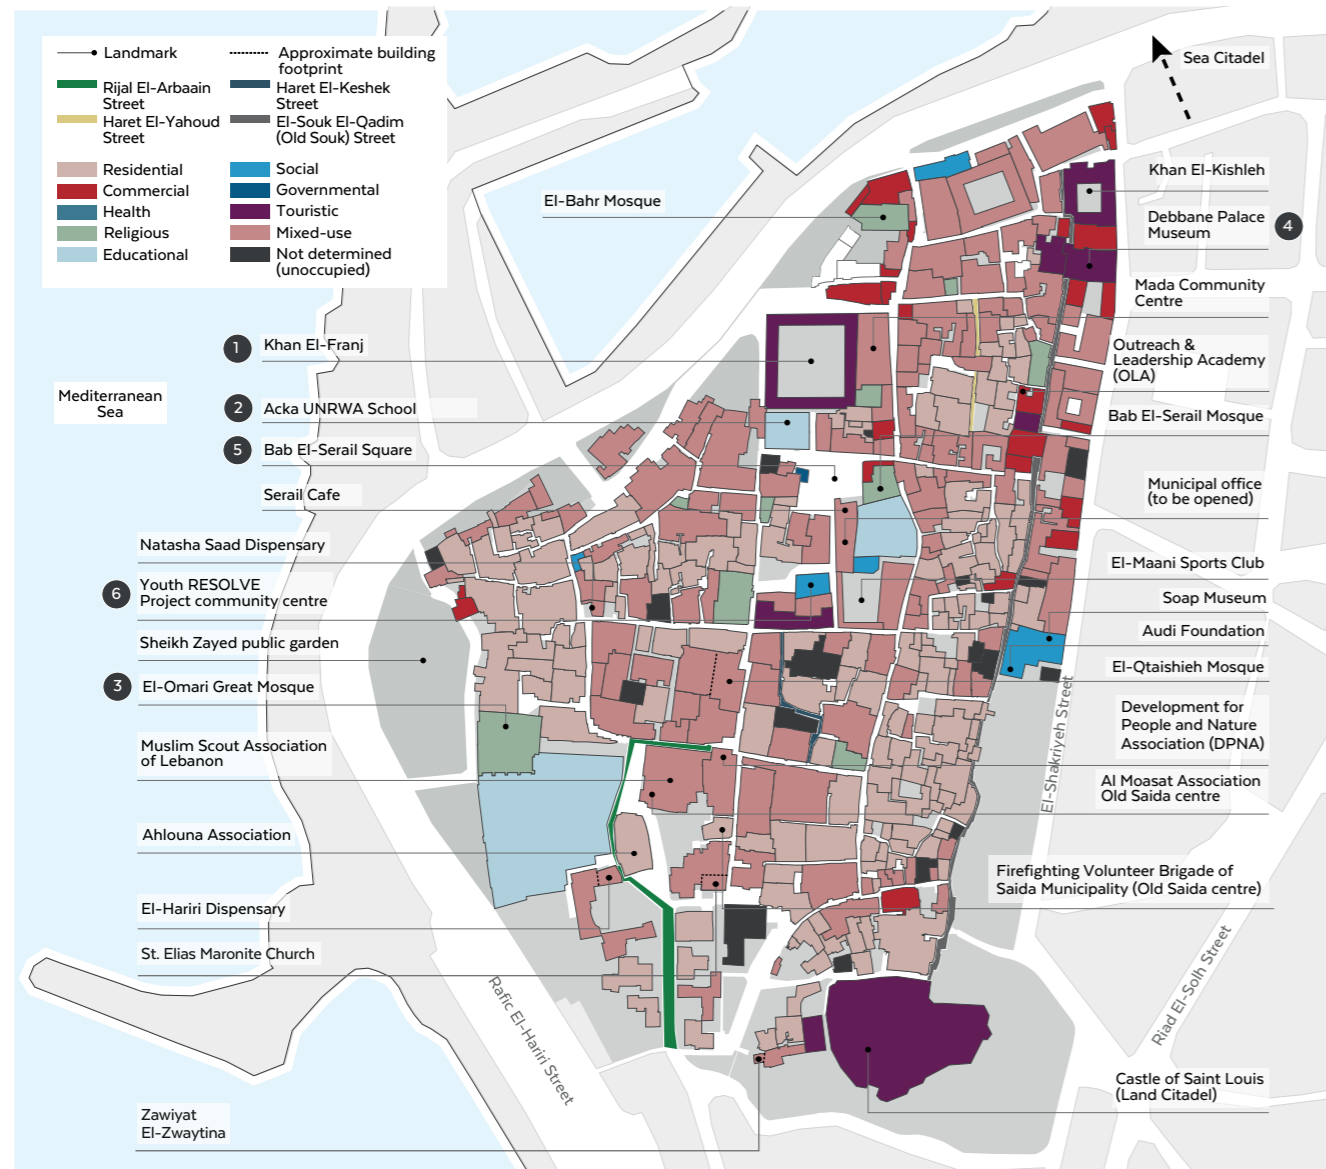 Landmark
Approximate building
footprint
Rijal El-Arbaain
Street
Haret El-Keshek
Street
Haret El-Yahoud
Street
El-Souk El-Qadim
(Old Souk) Street
Residential
Social
Commercial
Governmental
Health
Touristic
Religious
Mixed-use
Educational
Not determined
(unoccupied)
Sea Citadel
Khan El-Kishleh
Debbane Palace
Museum
4
El-Bahr Mosque
Mada Community
Centre
1
Khan El-Franj
Outreach &
Leadership Academy
(OLA)
Mediterranean
Sea
2
Acka UNRWA School
Bab El-Serail Mosque
5
Bab El-Serail Square
Serail Cafe
Municipal office
(to be opened)
Natasha Saad Dispensary
El-Maani Sports Club
6
Youth RESOLVE
Project community centre
Soap Museum
Audi Foundation
Sheikh Zayed public garden
El-Qtaishieh Mosque
3
El-Omari Great Mosque
Development for
People and Nature
Association (DPNA)
El-Shakriyeh Street
Muslim Scout Association
of Lebanon
Al Moasat Association
Old Saida centre
Ahlouna Association
Firefighting Volunteer Brigade of
Saida Municipality (Old Saida centre)
El-Hariri Dispensary
St. Elias Maronite Church
Rafic El-Hariri Street
Riad El-Solh Street
Castle of Saint Louis
(Land Citadel)
Zawiyat
El-Zwaytina